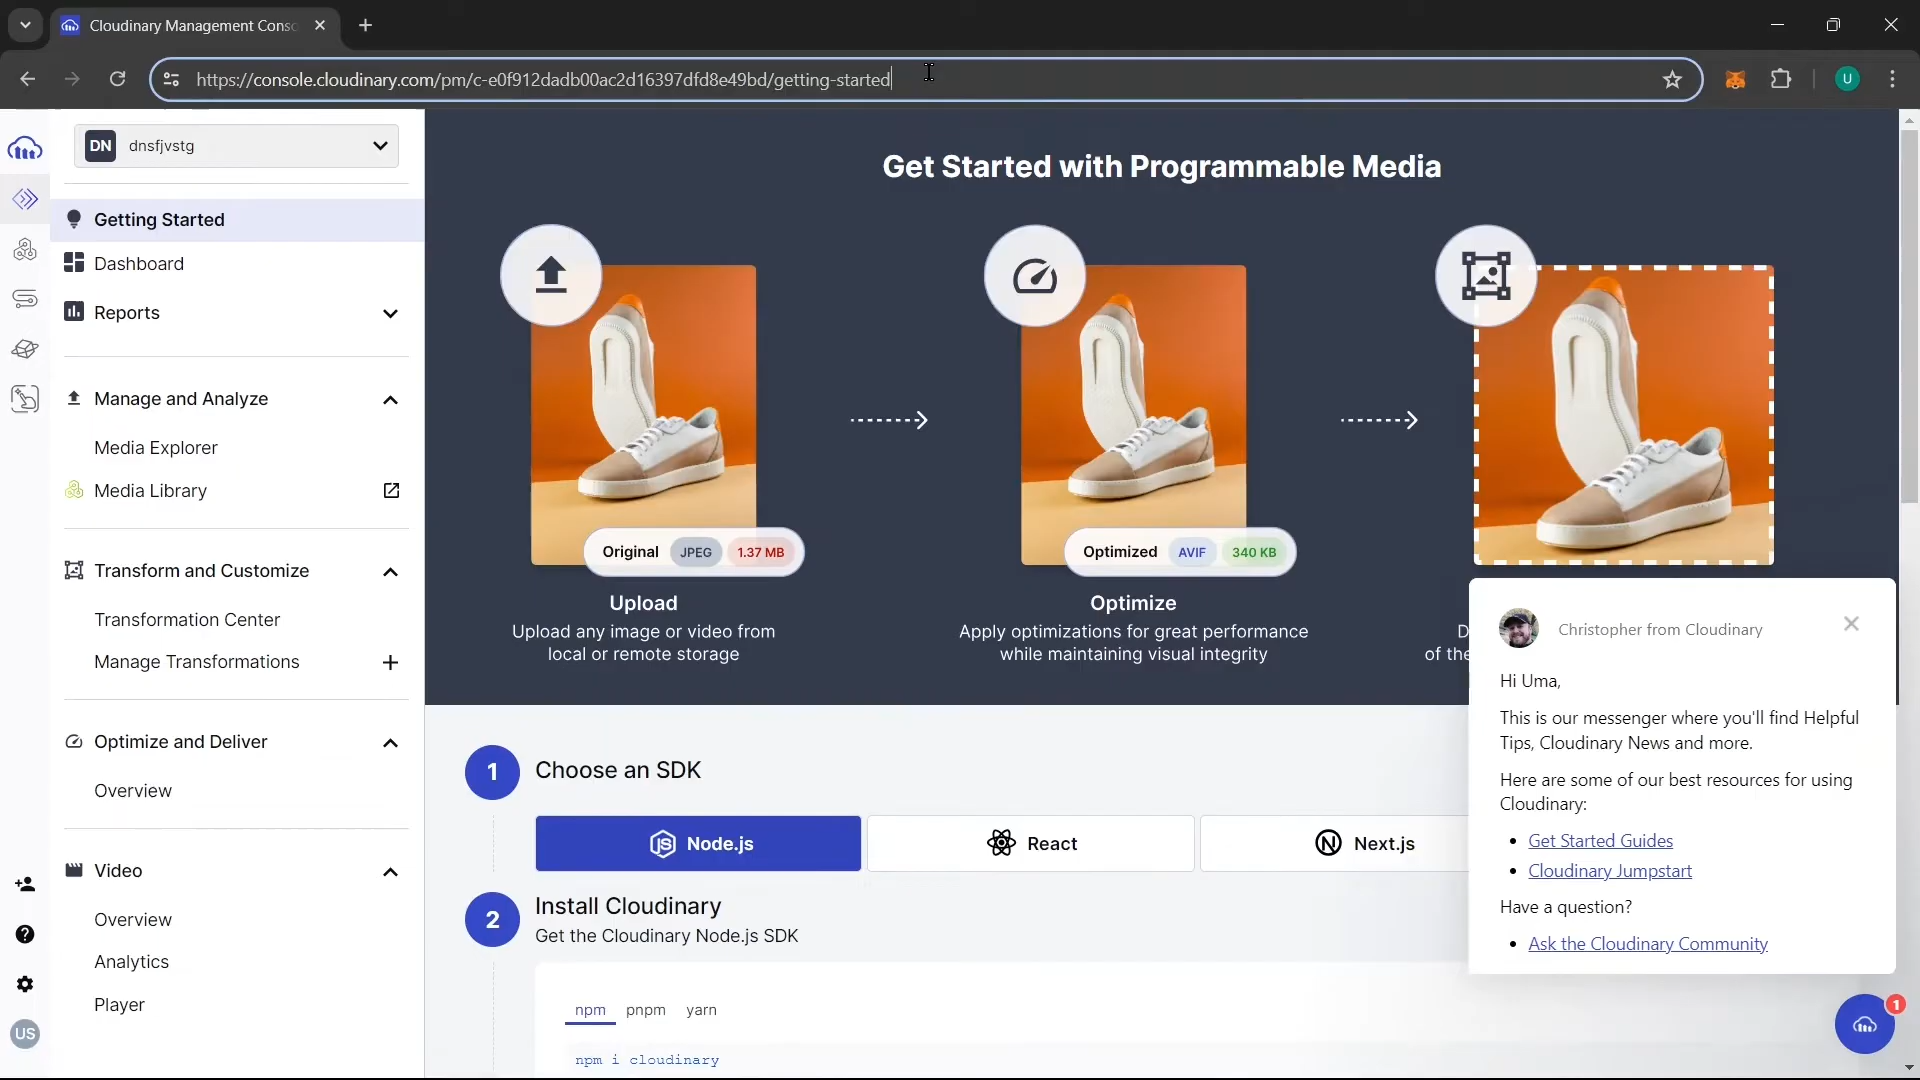 Cloudinary Management Conso
https://console.cloudinary.com/pm/c-e0f912dadb00ac2d16397dfd8e49bd/getting-started
U
DN dnsfjvstg
Getting Started
Dashboard
Reports
Manage and Analyze
Media Explorer
Media Library
Transform and Customize
Transformation Center
Manage Transformations
Optimize and Deliver
Overview
Video
Overview
Analytics
Player
US
Get Started with Programmable Media
Original JPEG 1.37 MB
Upload
Upload any image or video from
local or remote storage
Optimized AVIF 340 KB
Optimize
Apply optimizations for great performance
while maintaining visual integrity
D
of the
1 Choose an SDK
JS Node.js
React
N Next.js
2 Install Cloudinary
Get the Cloudinary Node.js SDK
npm pnpm yarn
npm i cloudinary
Christopher from Cloudinary
Hi Uma,
This is our messenger where you'll find Helpful
Tips, Cloudinary News and more.
Here are some of our best resources for using
Cloudinary:
• Get Started Guides
• Cloudinary Jumpstart
Have a question?
• Ask the Cloudinary Community
1